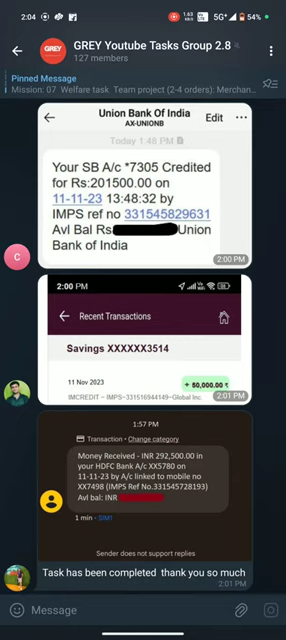 2:04
1.63 KB/S
5G+
54%
GREY
GREY Youtube Tasks Group 2.8
127 members
Pinned Message
Mission: 07 Welfare task Team project (2-4 orders): Merchan...
Union Bank Of India
AX-UNIONB
Edit
Today 1:48 PM
Your SB A/c *7305 Credited
for Rs:201500.00 on
11-11-23 13:48:32 by
IMPS ref no 331545829631
Avl Bal Rs Union
Bank of India
C
2:00 PM
2:00 PM
Recent Transactions
Savings XXXXXX3514
11 Nov 2023
+ 50,000.00 ₹
IMCREDIT - IMPS-331516944149-Global Inc.
2:01 PM
1:57 PM
Transaction • Change category
Money Received - INR 292,500.00 in
your HDFC Bank A/c XX5780 on
11-11-23 by A/c linked to mobile no
XX7498 (IMPS Ref No.331545728193)
Avl bal: INR
1 min • SIM1
Sender does not support replies
Task has been completed thank you so much
2:01 PM
Message